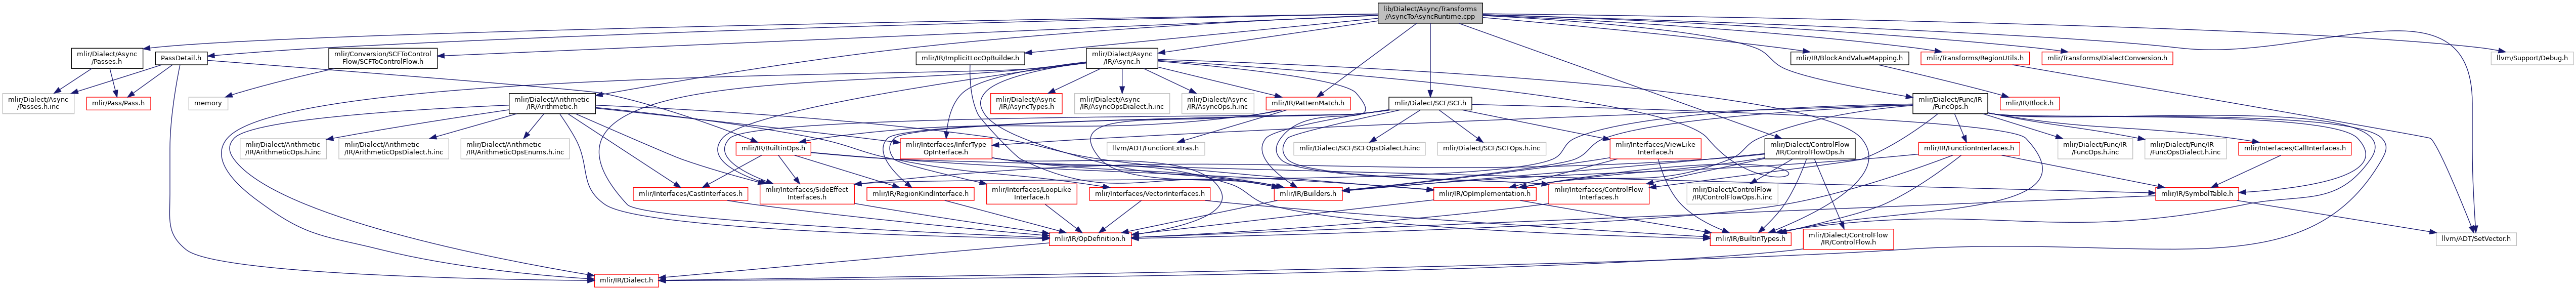 lib/Dialect/Async/Transforms
/AsyncToAsyncRuntime.cpp
mlir/Dialect/Async
/Passes.h
PassDetail.h
mlir/Conversion/SCFToControl
Flow/SCFToControlFlow.h
mlir/IR/ImplicitLocOpBuilder.h
mlir/Dialect/Async
/IR/Async.h
mlir/IR/BlockAndValueMapping.h
mlir/Transforms/RegionUtils.h
mlir/Transforms/DialectConversion.h
llvm/Support/Debug.h
mlir/Dialect/Async
/Passes.h.inc
mlir/Pass/Pass.h
memory
mlir/Dialect/Arithmetic
/IR/Arithmetic.h
mlir/Dialect/Async
/IR/AsyncTypes.h
mlir/Dialect/Async
/IR/AsyncOpsDialect.h.inc
mlir/Dialect/Async
/IR/AsyncOps.h.inc
mlir/IR/PatternMatch.h
mlir/Dialect/SCF/SCF.h
mlir/Dialect/Func/IR
/FuncOps.h
mlir/IR/Block.h
mlir/Dialect/Arithmetic
/IR/ArithmeticOps.h.inc
mlir/Dialect/Arithmetic
/IR/ArithmeticOpsDialect.h.inc
mlir/Dialect/Arithmetic
/IR/ArithmeticOpsEnums.h.inc
mlir/IR/BuiltinOps.h
mlir/Interfaces/InferType
OpInterface.h
llvm/ADT/FunctionExtras.h
mlir/Dialect/SCF/SCFOpsDialect.h.inc
mlir/Dialect/SCF/SCFOps.h.inc
mlir/Interfaces/ViewLike
Interface.h
mlir/Dialect/ControlFlow
/IR/ControlFlowOps.h
mlir/IR/FunctionInterfaces.h
mlir/Dialect/Func/IR
/FuncOps.h.inc
mlir/Dialect/Func/IR
/FuncOpsDialect.h.inc
mlir/Interfaces/CallInterfaces.h
mlir/Interfaces/CastInterfaces.h
mlir/Interfaces/SideEffect
Interfaces.h
mlir/IR/RegionKindInterface.h
mlir/Interfaces/LoopLike
Interface.h
mlir/Interfaces/VectorInterfaces.h
mlir/IR/Builders.h
mlir/IR/OpImplementation.h
mlir/Interfaces/ControlFlow
Interfaces.h
mlir/Dialect/ControlFlow
/IR/ControlFlowOps.h.inc
mlir/IR/SymbolTable.h
mlir/IR/OpDefinition.h
mlir/IR/BuiltinTypes.h
mlir/Dialect/ControlFlow
/IR/ControlFlow.h
llvm/ADT/SetVector.h
mlir/IR/Dialect.h